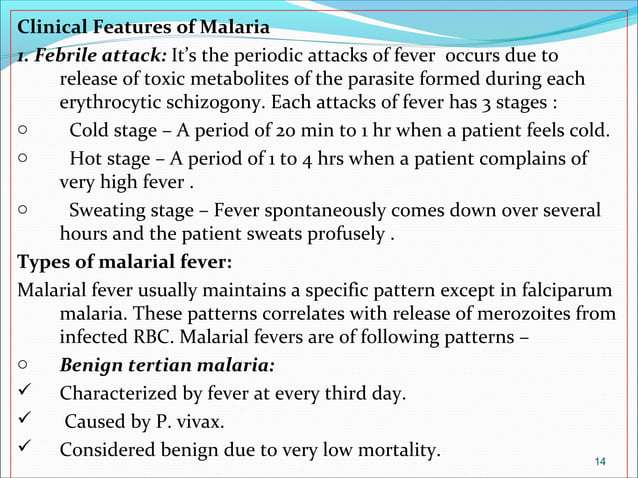 Clinical Features of Malaria
1. Febrile attack: It's the periodic attacks of fever occurs due to
release of toxic metabolites of the parasite formed during each
erythrocytic schizogony. Each attacks of fever has 3 stages :
o Cold stage – A period of 20 min to 1 hr when a patient feels cold.
o Hot stage – A period of 1 to 4 hrs when a patient complains of
very high fever .
o Sweating stage – Fever spontaneously comes down over several
hours and the patient sweats profusely .
Types of malarial fever:
Malarial fever usually maintains a specific pattern except in falciparum
malaria. These patterns correlates with release of merozoites from
infected RBC. Malarial fevers are of following patterns –
o Benign tertian malaria:
✓ Characterized by fever at every third day.
✓ Caused by P. vivax.
✓ Considered benign due to very low mortality.
14